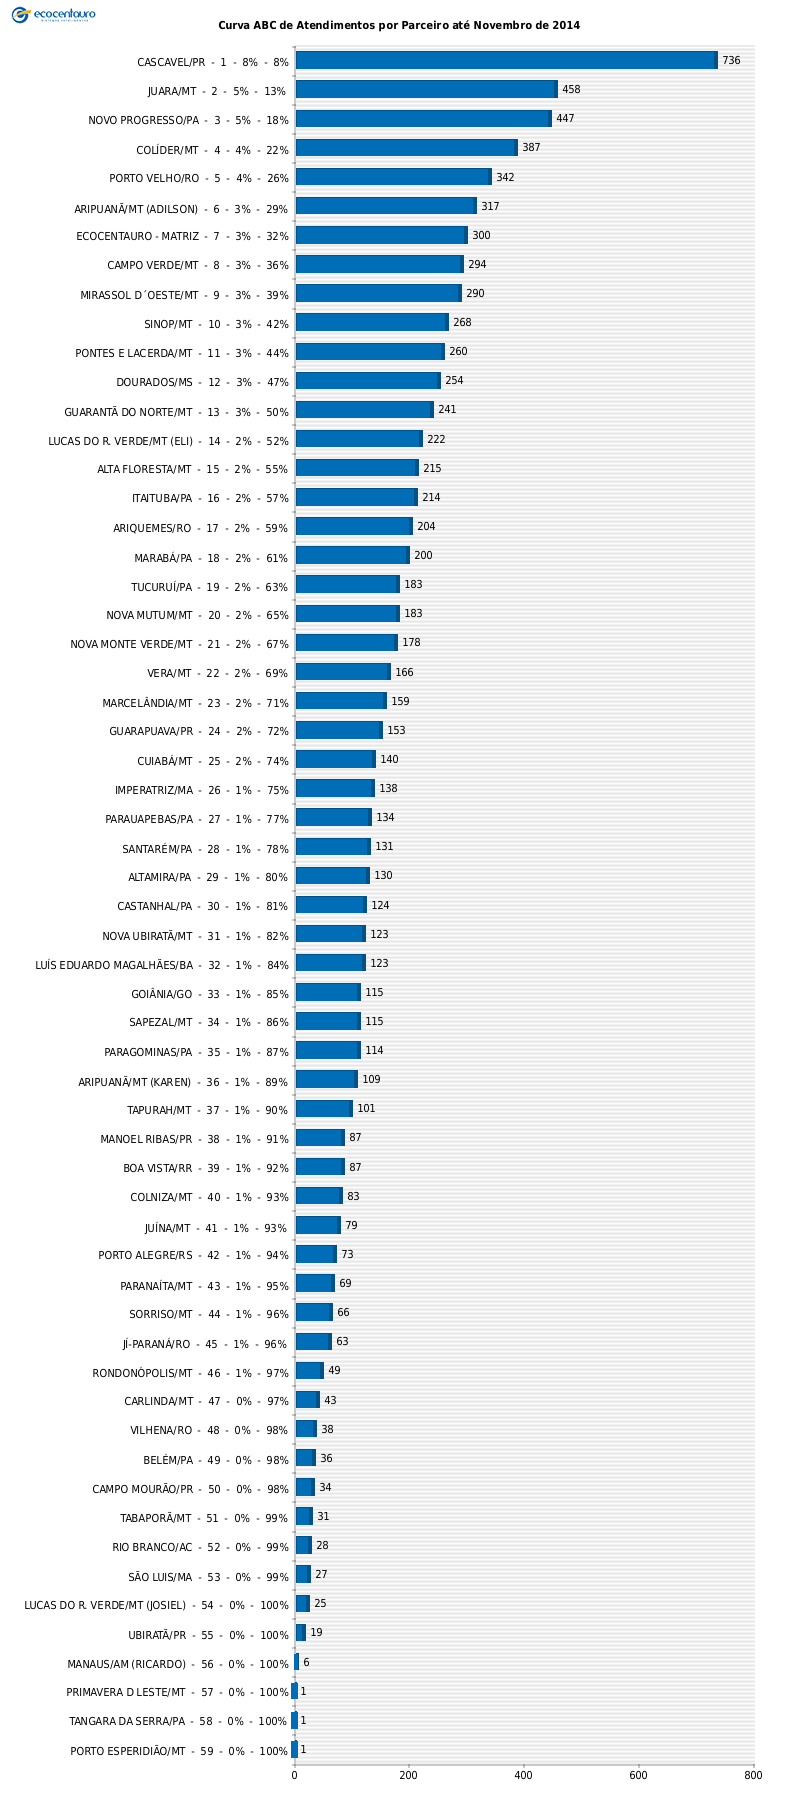 ecocentauro
Curva ABC de Atendimentos por Parceiro até Novembro de 2014
CASCAVEL/PR - 1 - 8% - 8% 736
JUARA/MT - 2 - 5% - 13% 458
NOVO PROGRESSO/PA - 3 - 5% - 18% 447
COLÍDER/MT - 4 - 4% - 22% 387
PORTO VELHO/RO - 5 - 4% - 26% 342
ARIPUANÃ/MT (ADILSON) - 6 - 3% - 29% 317
ECOCENTAURO - MATRIZ - 7 - 3% - 32% 300
CAMPO VERDE/MT - 8 - 3% - 36% 294
MIRASSOL D´OESTE/MT - 9 - 3% - 39% 290
SINOP/MT - 10 - 3% - 42% 268
PONTES E LACERDA/MT - 11 - 3% - 44% 260
DOURADOS/MS - 12 - 3% - 47% 254
GUARANTÃ DO NORTE/MT - 13 - 3% - 50% 241
LUCAS DO R. VERDE/MT (ELI) - 14 - 2% - 52% 222
ALTA FLORESTA/MT - 15 - 2% - 55% 215
ITAITUBA/PA - 16 - 2% - 57% 214
ARIQUEMES/RO - 17 - 2% - 59% 204
MARABÁ/PA - 18 - 2% - 61% 200
TUCURUÍ/PA - 19 - 2% - 63% 183
NOVA MUTUM/MT - 20 - 2% - 65% 183
NOVA MONTE VERDE/MT - 21 - 2% - 67% 178
VERA/MT - 22 - 2% - 69% 166
MARCELÂNDIA/MT - 23 - 2% - 71% 159
GUARAPUAVA/PR - 24 - 2% - 72% 153
CUIABÁ/MT - 25 - 2% - 74% 140
IMPERATRIZ/MA - 26 - 1% - 75% 138
PARAUAPEBAS/PA - 27 - 1% - 77% 134
SANTARÉM/PA - 28 - 1% - 78% 131
ALTAMIRA/PA - 29 - 1% - 80% 130
CASTANHAL/PA - 30 - 1% - 81% 124
NOVA UBIRATÃ/MT - 31 - 1% - 82% 123
LUÍS EDUARDO MAGALHÃES/BA - 32 - 1% - 84% 123
GOIÂNIA/GO - 33 - 1% - 85% 115
SAPEZAL/MT - 34 - 1% - 86% 115
PARAGOMINAS/PA - 35 - 1% - 87% 114
ARIPUANÃ/MT (KAREN) - 36 - 1% - 89% 109
TAPURAH/MT - 37 - 1% - 90% 101
MANOEL RIBAS/PR - 38 - 1% - 91% 87
BOA VISTA/RR - 39 - 1% - 92% 87
COLNIZA/MT - 40 - 1% - 93% 83
JUÍNA/MT - 41 - 1% - 93% 79
PORTO ALEGRE/RS - 42 - 1% - 94% 73
PARANAÍTA/MT - 43 - 1% - 95% 69
SORRISO/MT - 44 - 1% - 96% 66
JÍ-PARANÁ/RO - 45 - 1% - 96% 63
RONDONÓPOLIS/MT - 46 - 1% - 97% 49
CARLINDA/MT - 47 - 0% - 97% 43
VILHENA/RO - 48 - 0% - 98% 38
BELÉM/PA - 49 - 0% - 98% 36
CAMPO MOURÃO/PR - 50 - 0% - 98% 34
TABAPORÃ/MT - 51 - 0% - 99% 31
RIO BRANCO/AC - 52 - 0% - 99% 28
SÃO LUIS/MA - 53 - 0% - 99% 27
LUCAS DO R. VERDE/MT (JOSIEL) - 54 - 0% - 100% 25
UBIRATÃ/PR - 55 - 0% - 100% 19
MANAUS/AM (RICARDO) - 56 - 0% - 100% 6
PRIMAVERA D LESTE/MT - 57 - 0% - 100% 1
TANGARA DA SERRA/PA - 58 - 0% - 100% 1
PORTO ESPERIDIÃO/MT - 59 - 0% - 100% 1
0 200 400 600 800